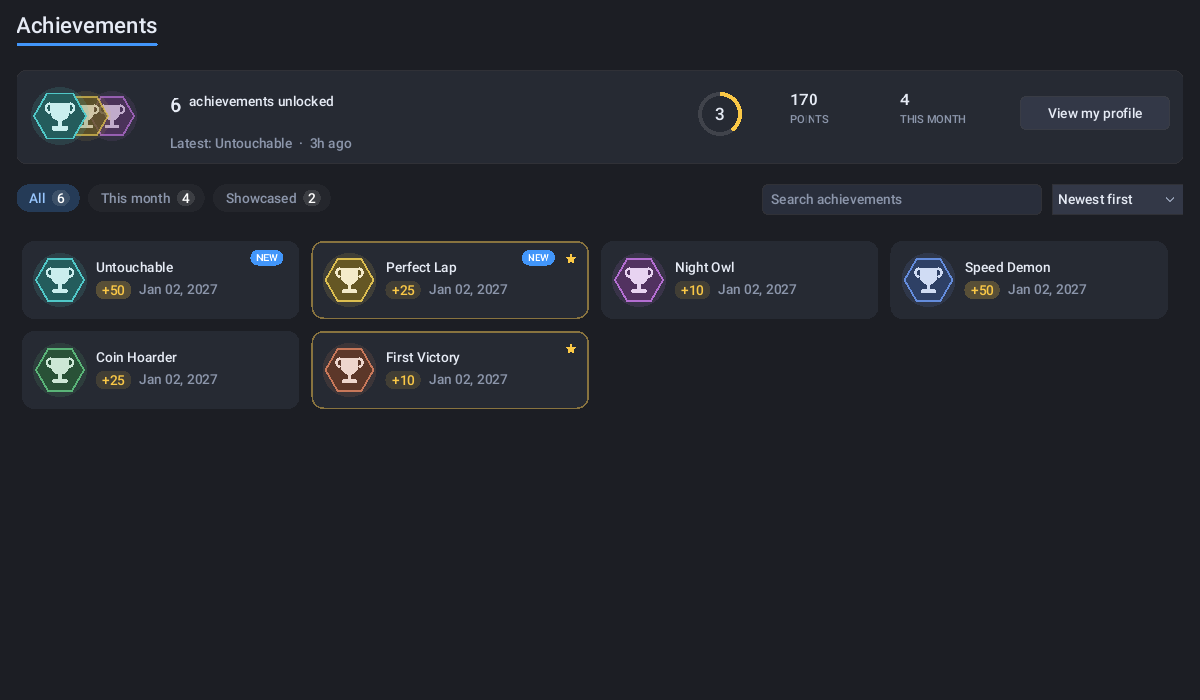 Achievements
6 achievements unlocked
Latest: Untouchable · 3h ago
3
170
POINTS
4
THIS MONTH
View my profile
All 6
This month 4
Showcased 2
Search achievements
Newest first
Untouchable
NEW
+50 Jan 02, 2027
Perfect Lap
NEW
+25 Jan 02, 2027
Night Owl
+10 Jan 02, 2027
Speed Demon
+50 Jan 02, 2027
Coin Hoarder
+25 Jan 02, 2027
First Victory
+10 Jan 02, 2027